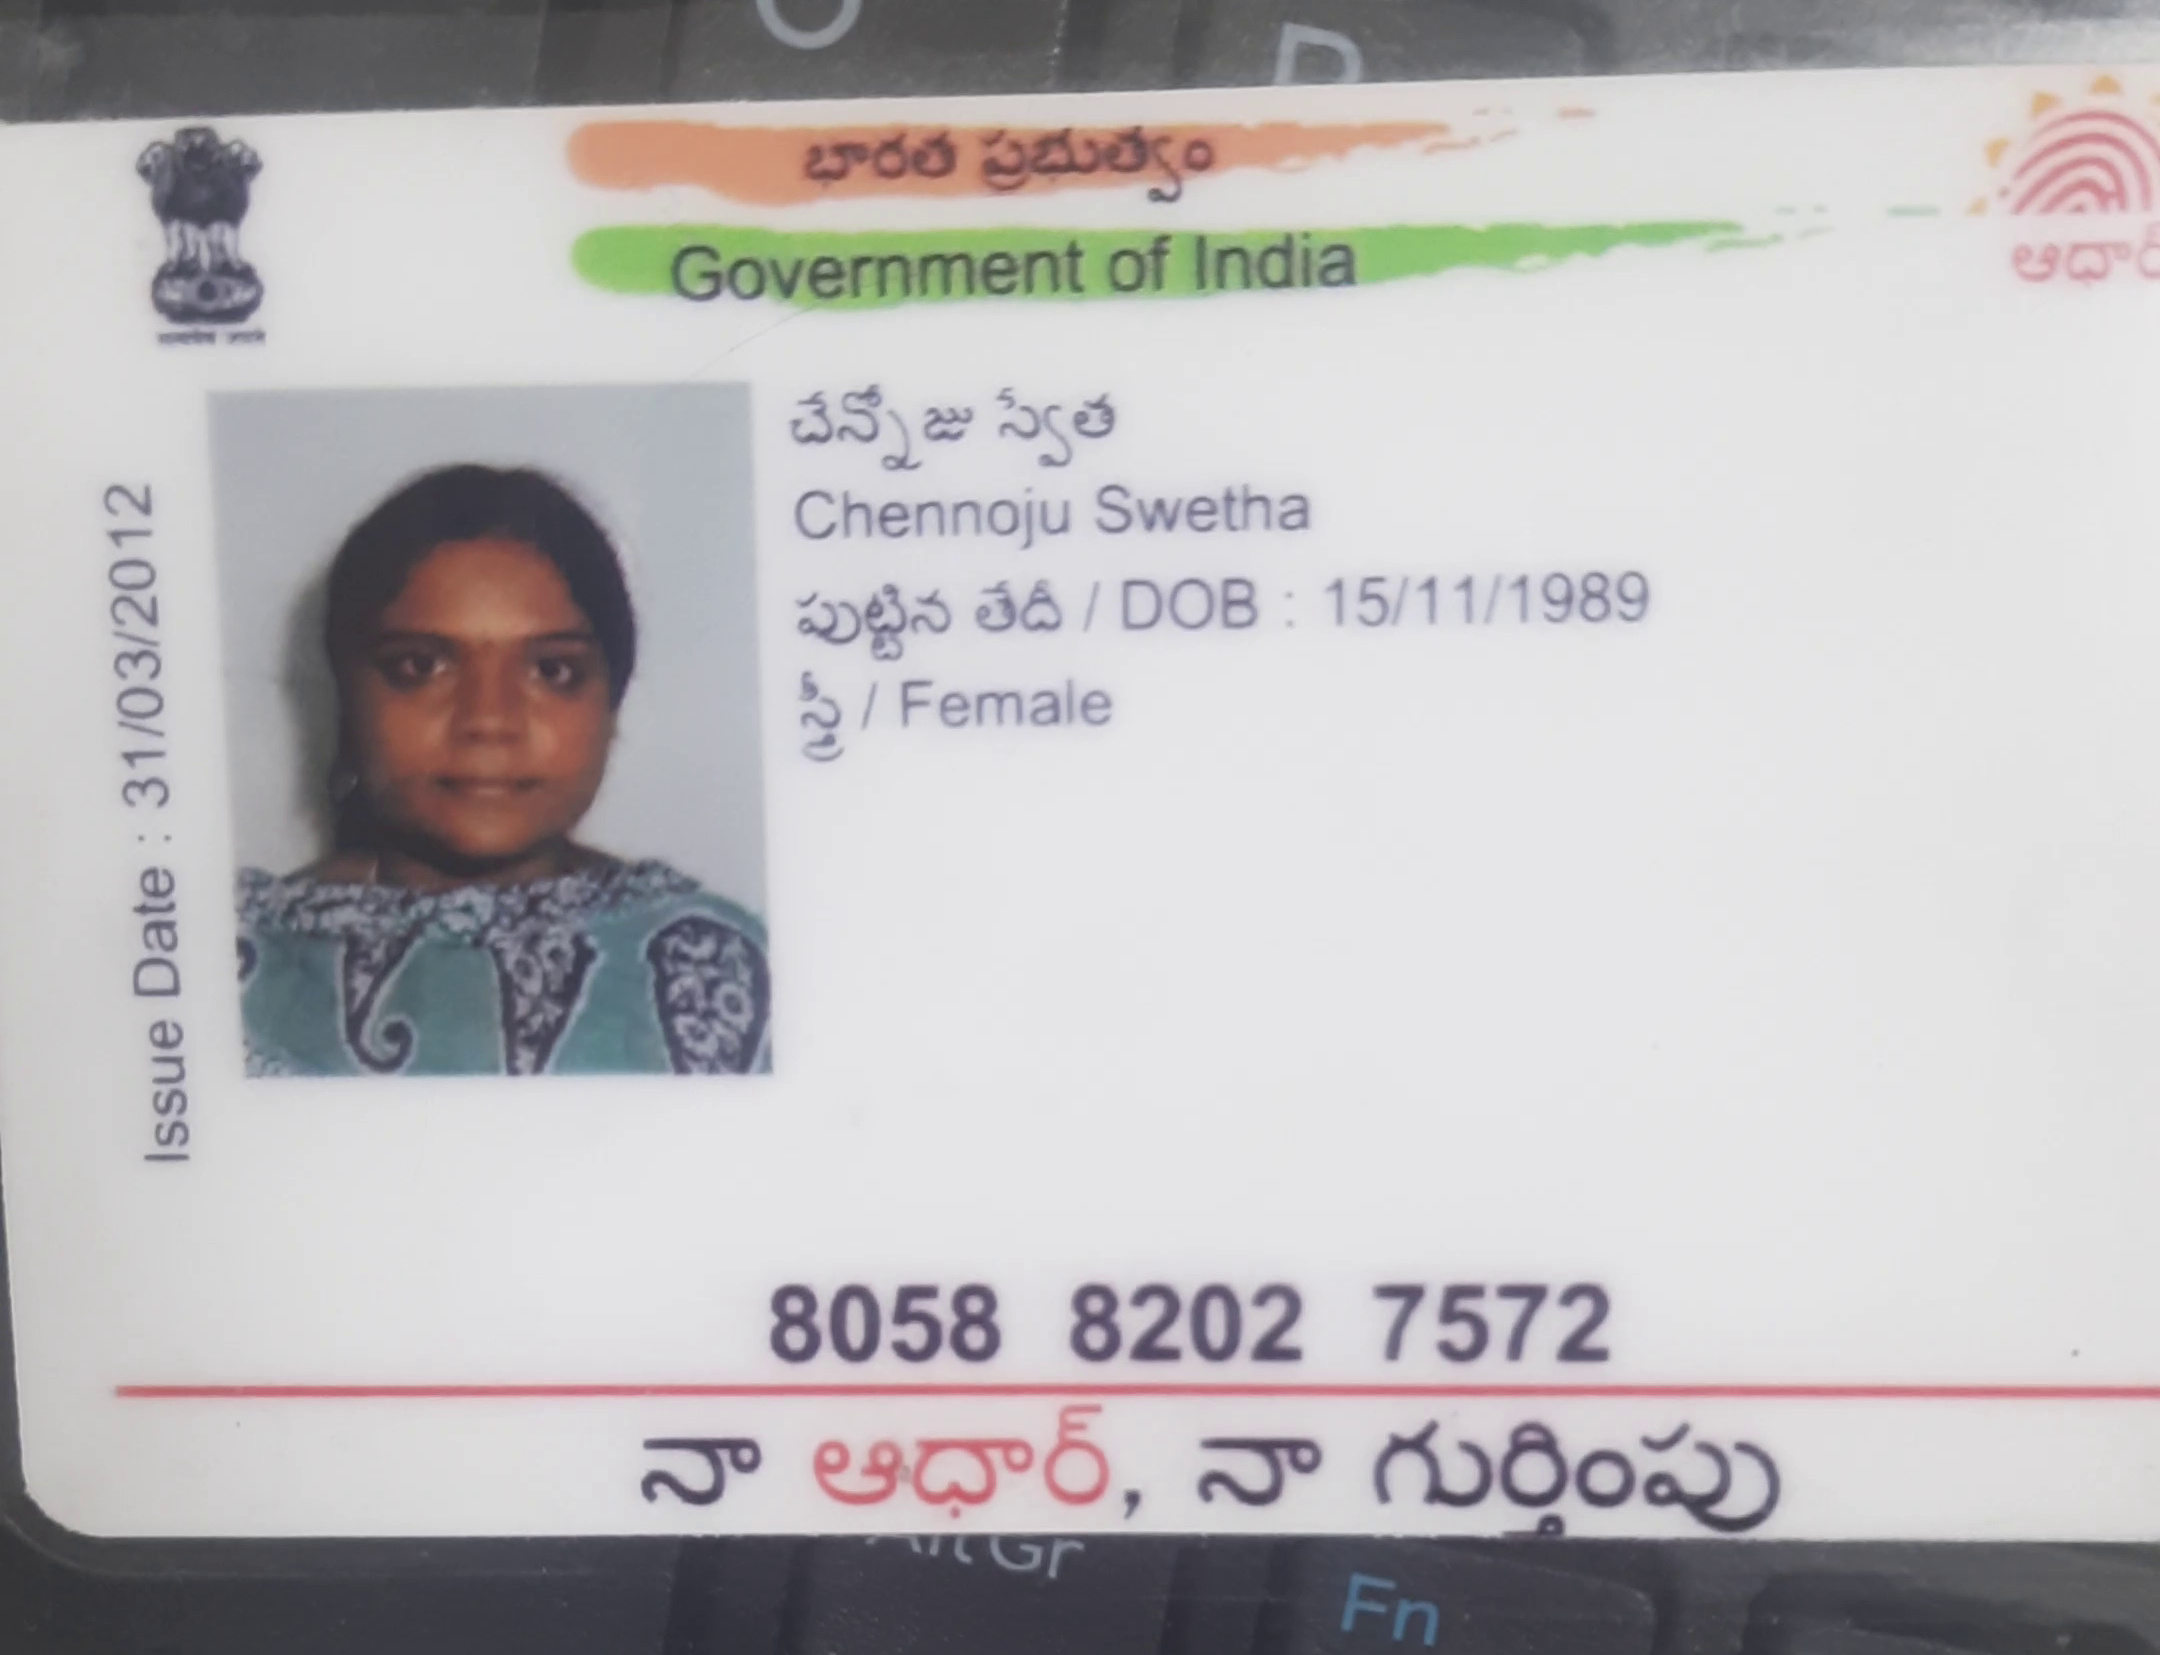 భారత ప్రభుత్వం
Government of India
ఆధార్
చేన్నోజు స్వేత
Chennoju Swetha
పుట్టిన తేదీ / DOB : 15/11/1989
స్త్రీ / Female
Issue Date : 31/03/2012
8058 8202 7572
నా ఆధార్, నా గుర్తింపు
Alt Gr
Fn